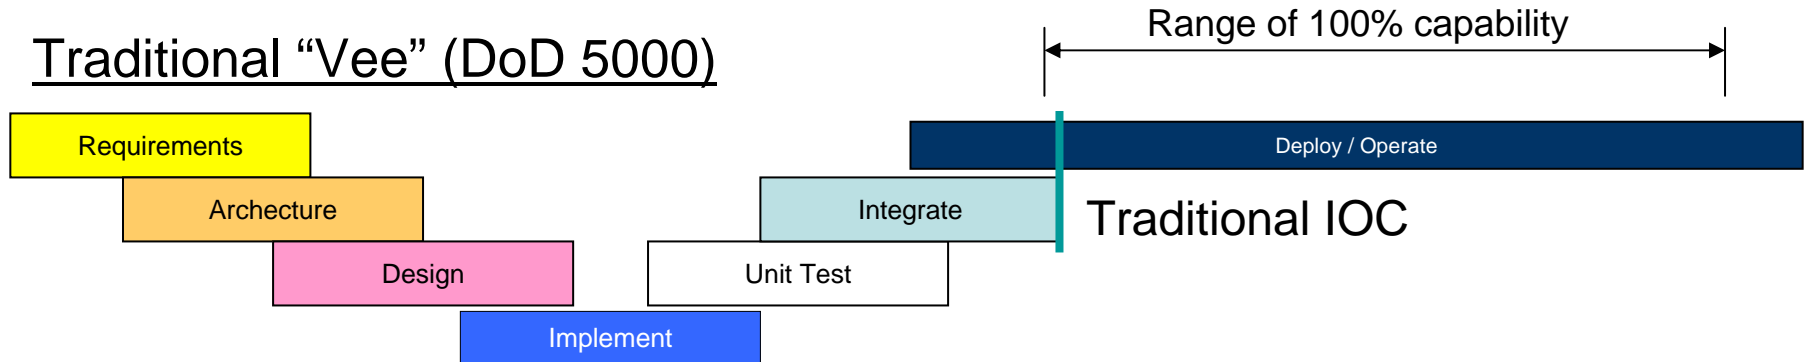 Range of 100% capability
Traditional “Vee” (DoD 5000)
Requirements
Deploy / Operate
Archecture
Integrate
Traditional IOC
Design
Unit Test
Implement